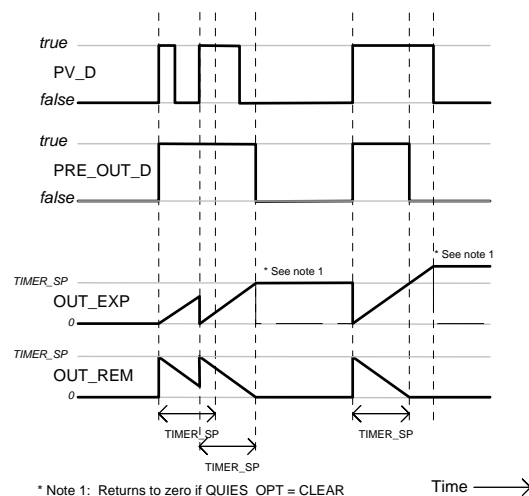 true
PV_D
false
true
PRE_OUT_D
false
* See note 1
* See note 1
TIMER_SP
OUT_EXP
0
TIMER_SP
OUT_REM
0
TIMER_SP
TIMER_SP
TIMER_SP
* Note 1: Returns to zero if QUIES_OPT = CLEAR
Time